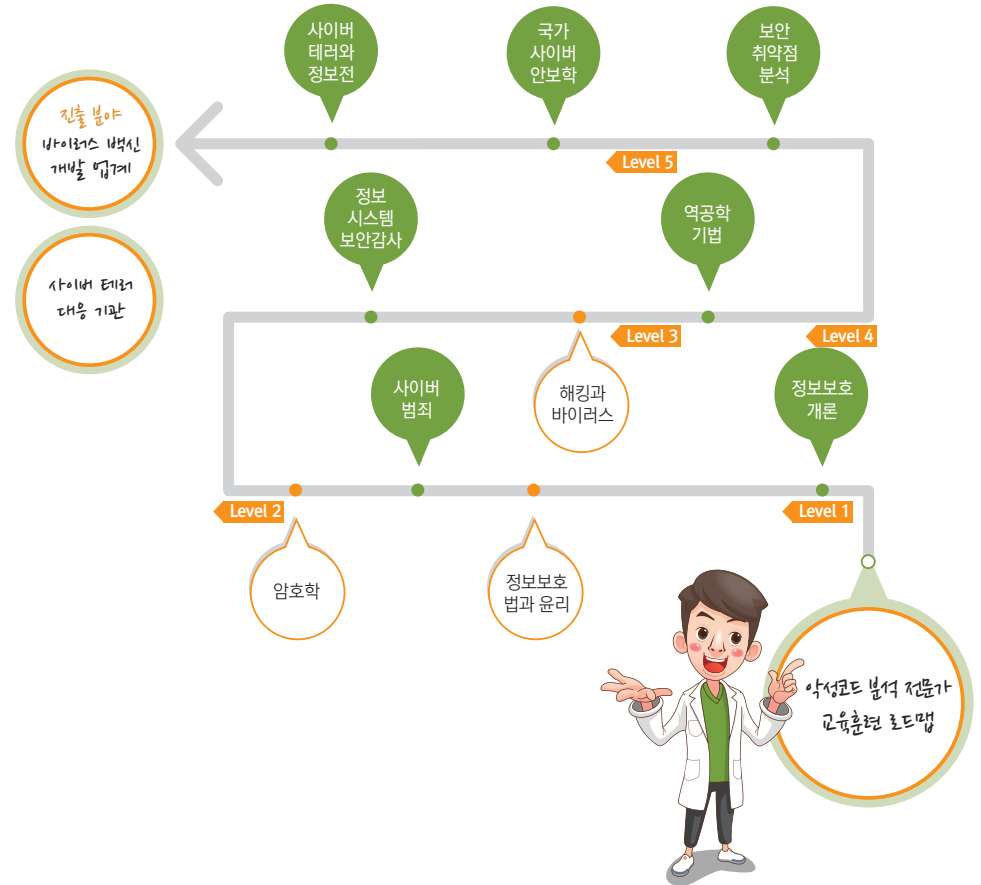 사이버
테러와
정보전
국가
사이버
안보학
보안
취약점
분석
진출 분야
바이러스 백신
개발 업계
Level 5
정보
시스템
보안감사
역공학
기법
사이버 테러
대응 기관
Level 3
Level 4
사이버
범죄
해킹과
바이러스
정보보호
개론
Level 2
Level 1
암호학
정보보호
법과 윤리
악성코드 분석 전문가
교육훈련 로드맵